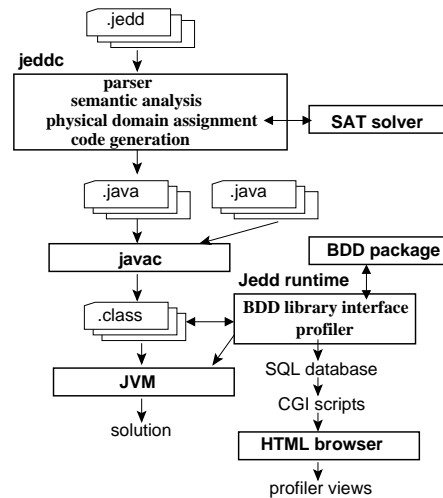 .jedd
jeddc
parser
semantic analysis
physical domain assignment
code generation
SAT solver
.java
.java
BDD package
javac
Jedd runtime
.class
BDD library interface
profiler
JVM
SQL database
CGI scripts
solution
HTML browser
profiler views